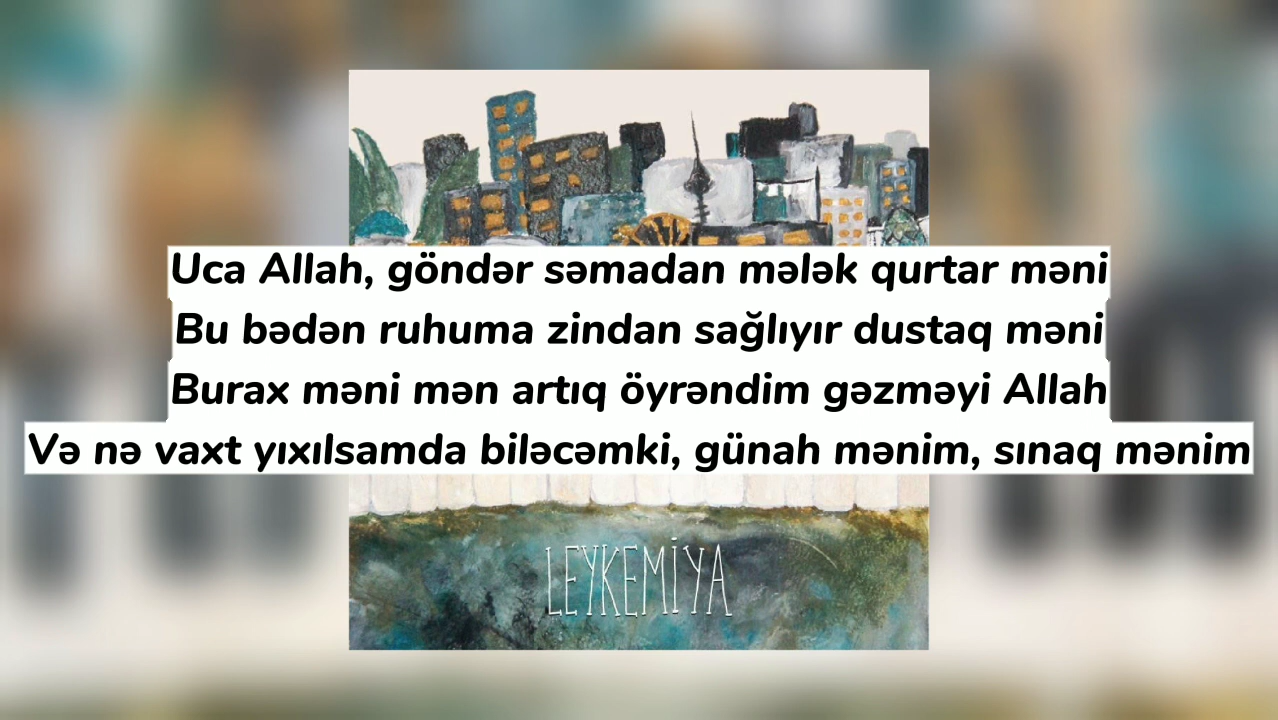 Uca Allah, göndər səmadan mələk qurtar məni
Bu bədən ruhuma zindan sağlıyır dustaq məni
Burax məni mən artıq öyrəndim gəzməyi Allah
Və nə vaxt yıxılsamda biləcəmki, günah mənim, sınaq mənim
LEYKEMİYA